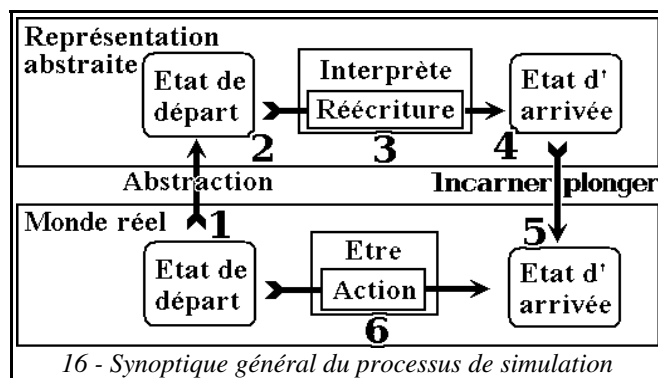 Représentation
abstraite
Etat de
départ
2
Interprète
Réécriture
3
4
Etat d'
arrivée
Abstraction
Incarner plonger
Monde réel
1
Etat de
départ
Etre
Action
6
5
Etat d'
arrivée
16 - Synoptique général du processus de simulation